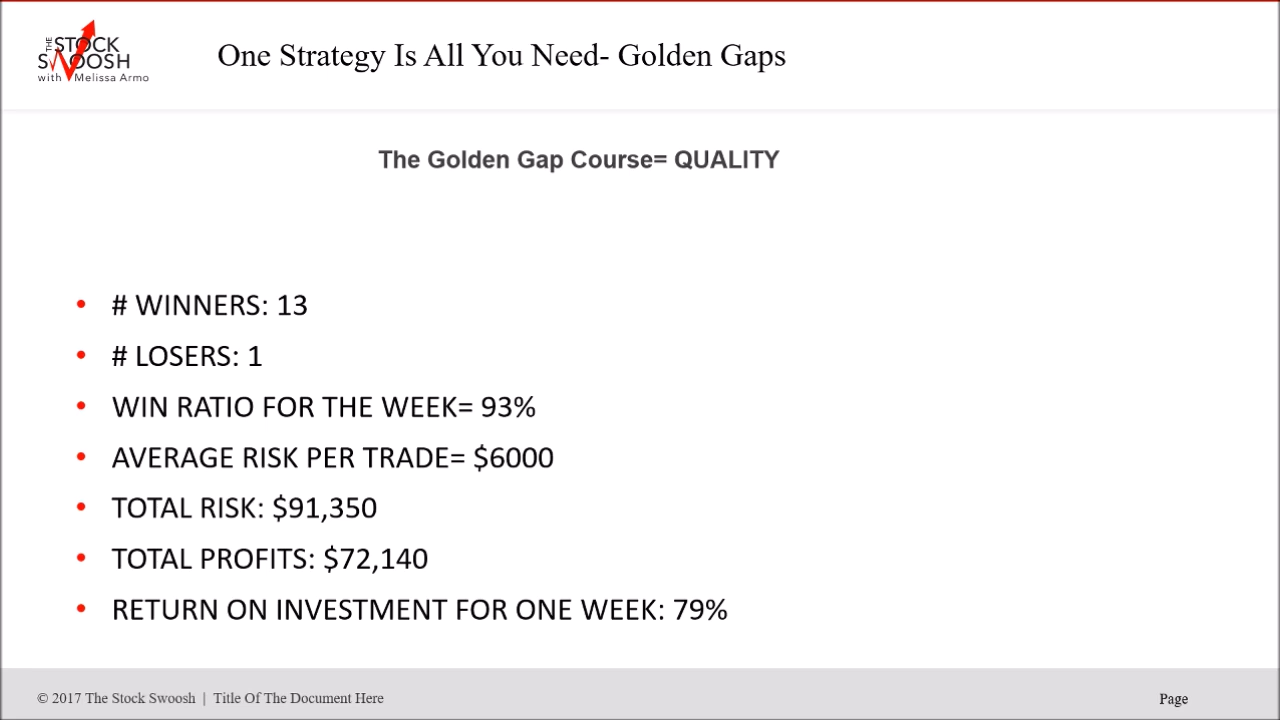 THE STOCK
SWOOSH
with Melissa Armo
One Strategy Is All You Need- Golden Gaps
The Golden Gap Course= QUALITY
• # WINNERS: 13
• # LOSERS: 1
• WIN RATIO FOR THE WEEK= 93%
• AVERAGE RISK PER TRADE= $6000
• TOTAL RISK: $91,350
• TOTAL PROFITS: $72,140
• RETURN ON INVESTMENT FOR ONE WEEK: 79%
© 2017 The Stock Swoosh | Title Of The Document Here
Page